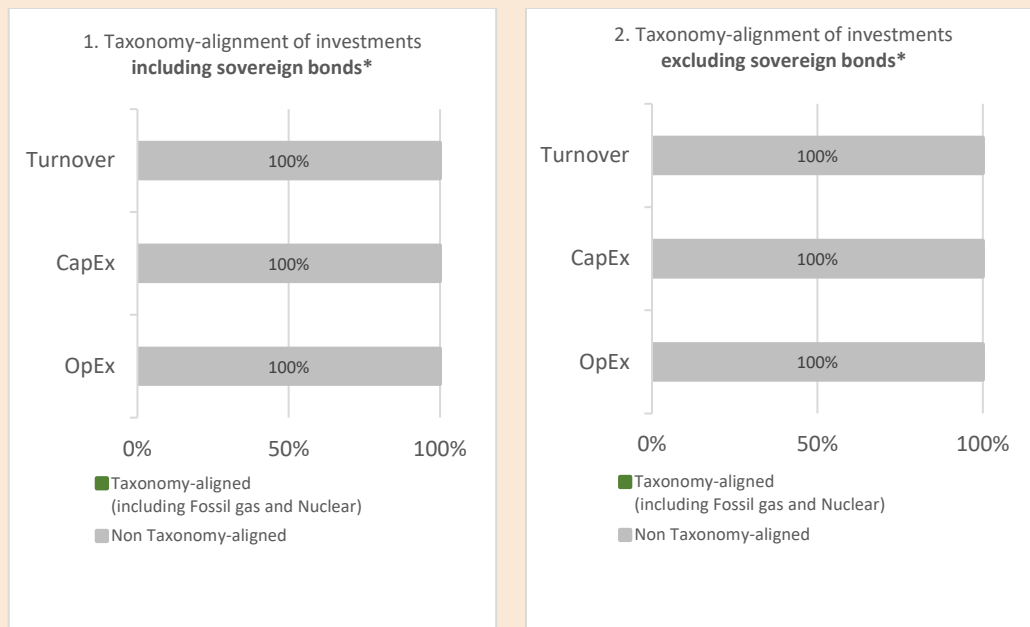 1. Taxonomy-alignment of investments
including sovereign bonds*
Turnover
100%
CapEx
100%
OpEx
100%
0%
50%
100%
Taxonomy-aligned
(including Fossil gas and Nuclear)
Non Taxonomy-aligned
2. Taxonomy-alignment of investments
excluding sovereign bonds*
Turnover
100%
CapEx
100%
OpEx
100%
0%
50%
100%
Taxonomy-aligned
(including Fossil gas and Nuclear)
Non Taxonomy-aligned